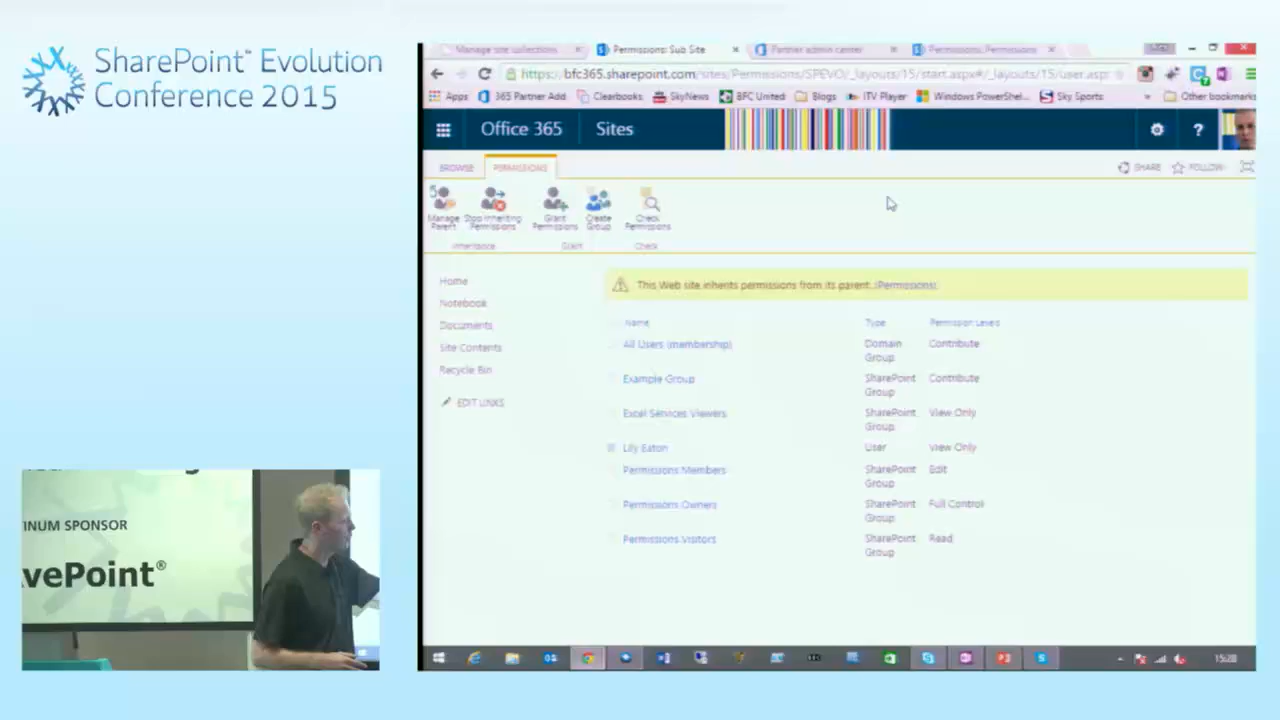 SharePoint™ Evolution
Conference 2015
Manage site collections
Permissions: Sub Site
Partner admin center
Permissions: Permissions
https://bfc365.sharepoint.com/sites/Permissions/SPEVO/_layouts/15/start.aspx#/_layouts/15/user.asp
Apps
365 Partner Add
Clearbooks
SkyNews
BFC United
Blogs
ITV Player
Windows PowerShel...
Sky Sports
Other bookmarks
Office 365
Sites
?
BROWSE
PERMISSIONS
SHARE
FOLLOW
Manage
Parent
Stop Inheriting
Permissions
Grant
Permissions
Create
Group
Check
Permissions
Inheritance
Grant
Check
Home
Notebook
Documents
Site Contents
Recycle Bin
EDIT LINKS
This Web site inherits permissions from its parent. (Permissions)
Name
Type
Permission Levels
All Users (membership)
Domain
Group
Contribute
Example Group
SharePoint
Group
Contribute
Excel Services Viewers
SharePoint
Group
View Only
Lily Eaton
User
View Only
Permissions Members
SharePoint
Group
Edit
Permissions Owners
SharePoint
Group
Full Control
Permissions Visitors
SharePoint
Group
Read
TINUM SPONSOR
vePoint®
15:20